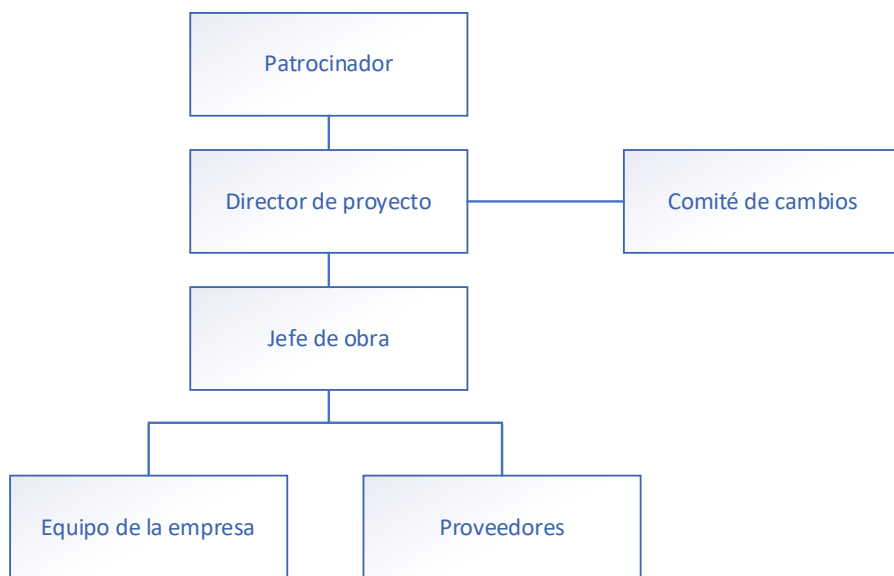 Patrocinador
Director de proyecto
Comité de cambios
Jefe de obra
Equipo de la empresa
Proveedores